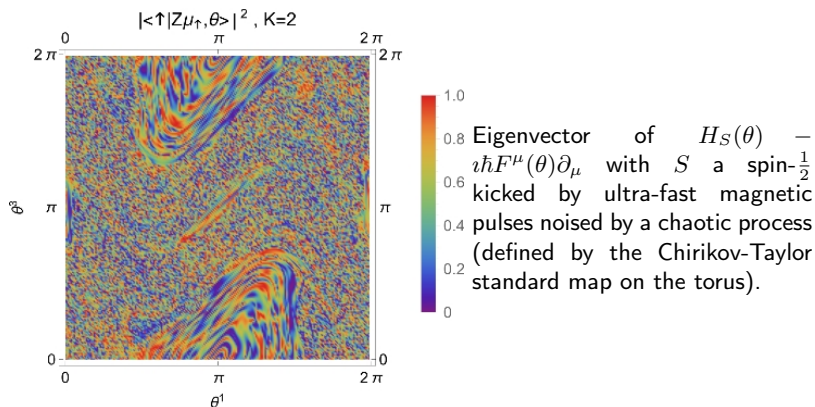 |<↑|Zμ↑,θ>|², K=2
0 π 2π
2π 2π
π π
0 0
0 π 2π
θ³
θ¹
1.0
0.8
0.6
0.4
0.2
0
Eigenvector of H_S(θ) −
ıℏF^μ(θ)∂_μ with S a spin-½
kicked by ultra-fast magnetic
pulses noised by a chaotic process
(defined by the Chirikov-Taylor
standard map on the torus).